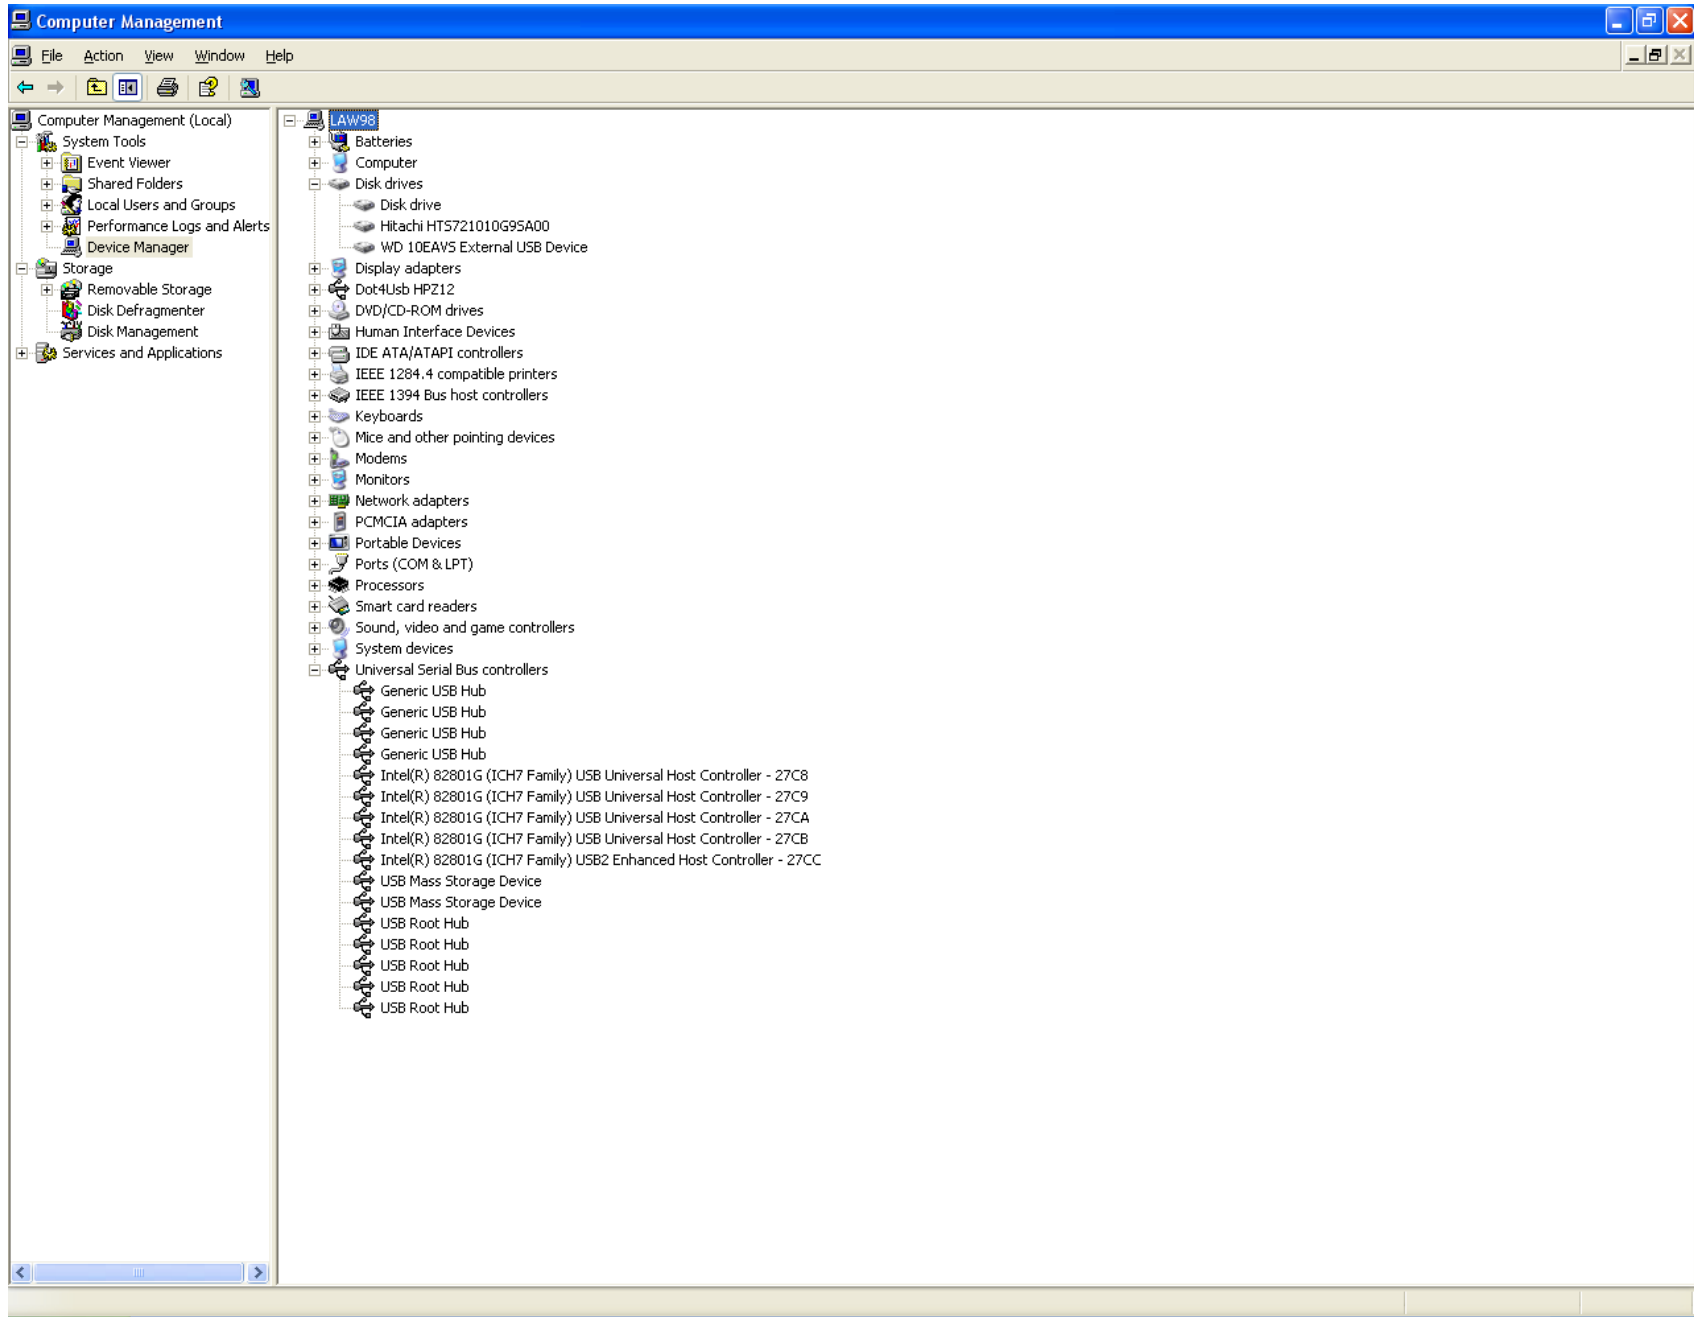 Computer Management
File Action View Window Help
Computer Management (Local)
System Tools
Event Viewer
Shared Folders
Local Users and Groups
Performance Logs and Alerts
Device Manager
Storage
Removable Storage
Disk Defragmenter
Disk Management
Services and Applications
LAW98
Batteries
Computer
Disk drives
Disk drive
Hitachi HTS721010G9SA00
WD 10EAVS External USB Device
Display adapters
Dot4Usb HPZ12
DVD/CD-ROM drives
Human Interface Devices
IDE ATA/ATAPI controllers
IEEE 1284.4 compatible printers
IEEE 1394 Bus host controllers
Keyboards
Mice and other pointing devices
Modems
Monitors
Network adapters
PCMCIA adapters
Portable Devices
Ports (COM & LPT)
Processors
Smart card readers
Sound, video and game controllers
System devices
Universal Serial Bus controllers
Generic USB Hub
Generic USB Hub
Generic USB Hub
Generic USB Hub
Intel(R) 82801G (ICH7 Family) USB Universal Host Controller - 27C8
Intel(R) 82801G (ICH7 Family) USB Universal Host Controller - 27C9
Intel(R) 82801G (ICH7 Family) USB Universal Host Controller - 27CA
Intel(R) 82801G (ICH7 Family) USB Universal Host Controller - 27CB
Intel(R) 82801G (ICH7 Family) USB2 Enhanced Host Controller - 27CC
USB Mass Storage Device
USB Mass Storage Device
USB Root Hub
USB Root Hub
USB Root Hub
USB Root Hub
USB Root Hub